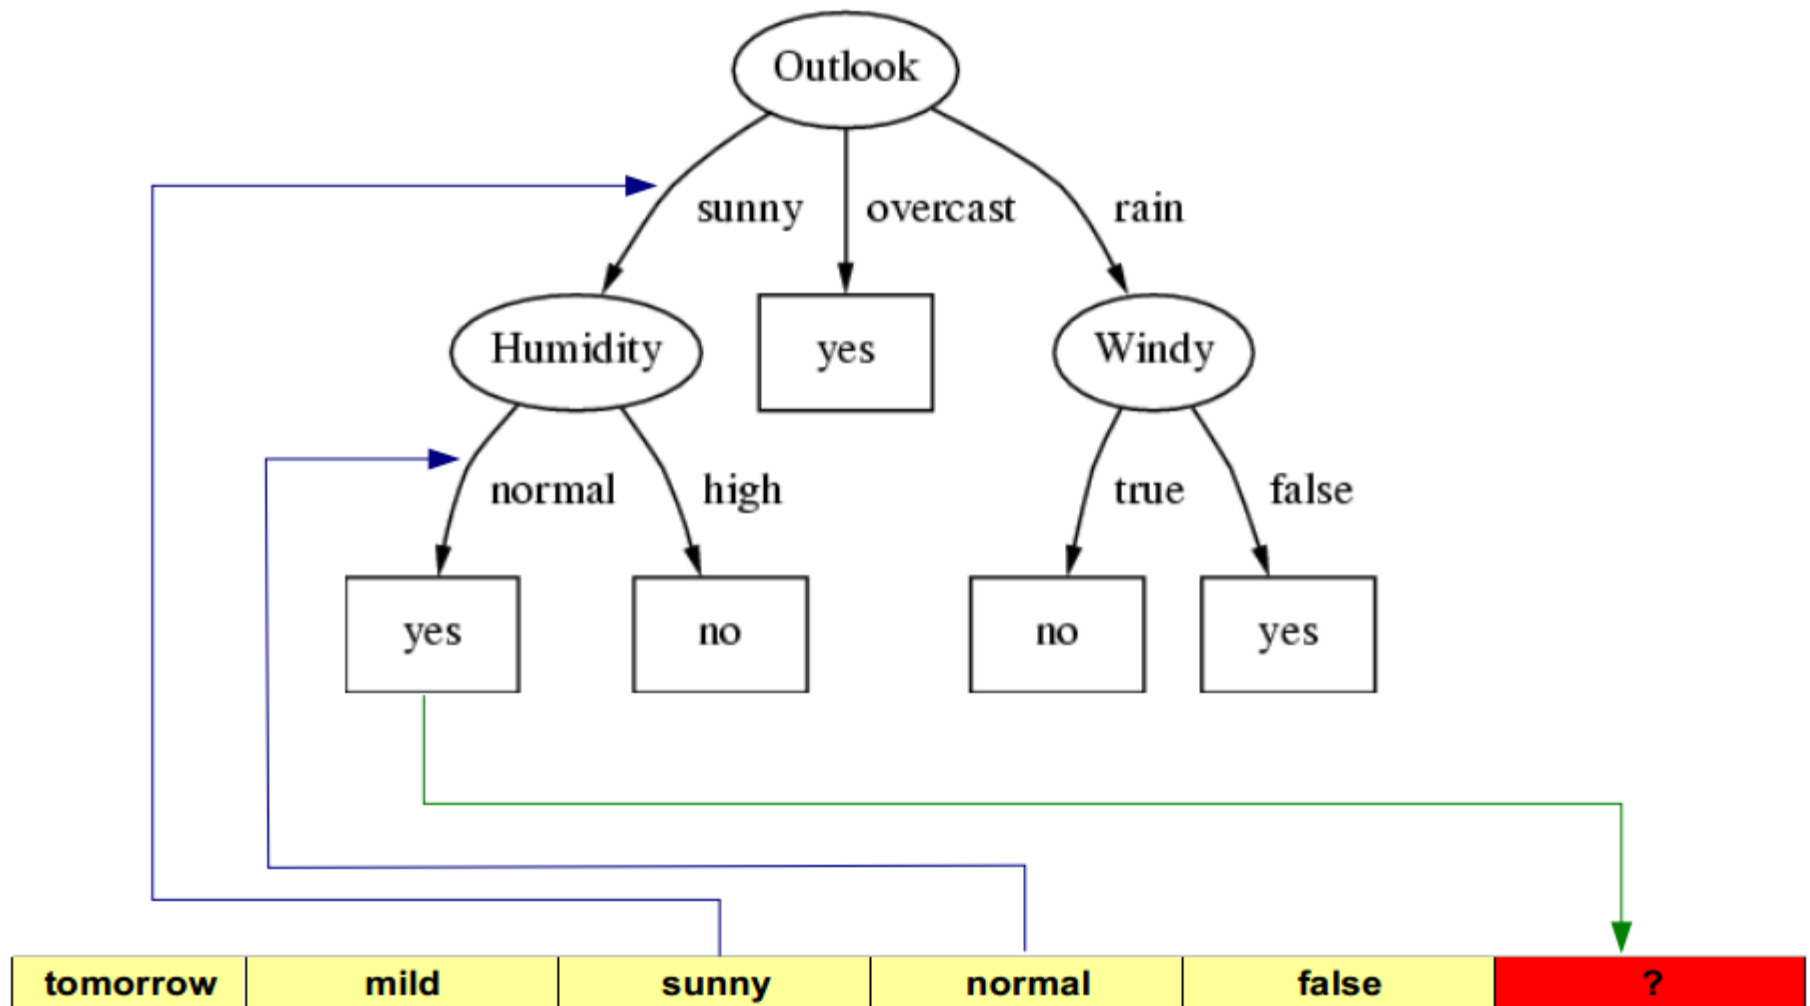 Outlook
sunny overcast rain
Humidity yes Windy
normal high true false
yes no no yes
tomorrow mild sunny normal false ?